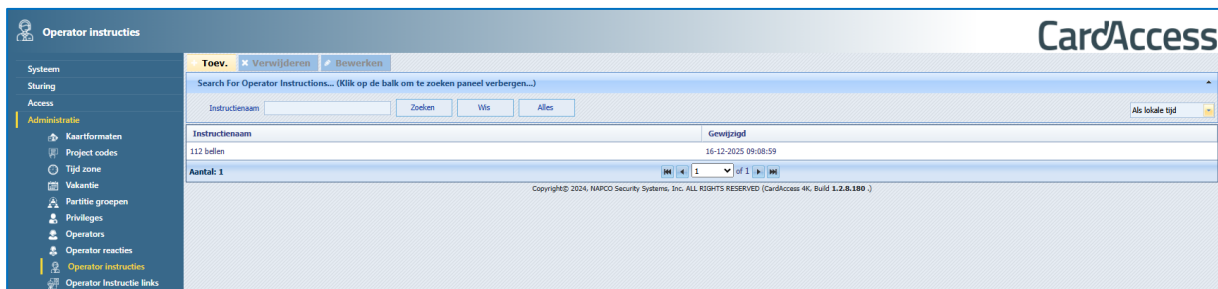 Operator instructies
CardAccess
Toev. Verwijderen Bewerken
Systeem
Sturing
Access
Administratie
Kaartformaten
Project codes
Tijd zone
Vakantie
Partitie groepen
Privileges
Operators
Operator reacties
Operator instructies
Operator Instructie links
Search For Operator Instructions... (Klik op de balk om te zoeken paneel verbergen...)
Instructienaam Zoeken Wis Alles Als lokale tijd
Instructienaam Gewijzigd
112 bellen 16-12-2025 09:08:59
Aantal: 1 1 of 1
Copyright© 2024, NAPCO Security Systems, Inc. ALL RIGHTS RESERVED (CardAccess 4K, Build 1.2.8.180 .)